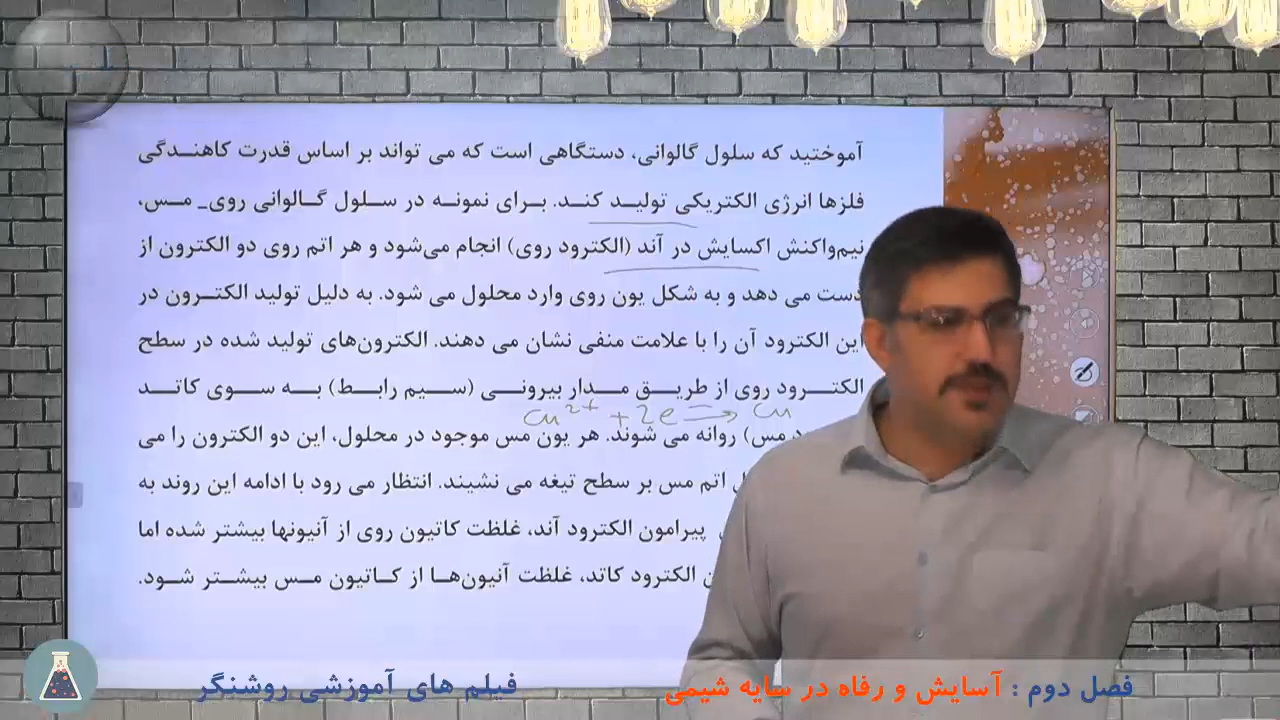 آموختید که سلول گالوانی، دستگاهی است که می تواند بر اساس قدرت کاهندگی
فلزها انرژی الکتریکی تولید کند. برای نمونه در سلول گالوانی روی_ مس،
نیم‌واکنش اکسایش در آند (الکترود روی) انجام می‌شود و هر اتم روی دو الکترون از
دست می دهد و به شکل یون روی وارد محلول می شود. به دلیل تولید الکترون در
این الکترود آن را با علامت منفی نشان می دهند. الکترون‌های تولید شده در سطح
الکترود روی از طریق مدار بیرونی (سیم رابط) به سوی کاتد
Cu²⁺ + 2e → Cu
مس) روانه می شوند. هر یون مس موجود در محلول، این دو الکترون را می
اتم مس بر سطح تیغه می نشیند. انتظار می رود با ادامه این روند به
پیرامون الکترود آند، غلظت کاتیون روی از آنیونها بیشتر شده اما
الکترود کاتد، غلظت آنیون‌ها از کاتیون مس بیشتر شود.
فصل دوم : آسایش و رفاه در سایه شیمی
فیلم های آموزشی روشنگر